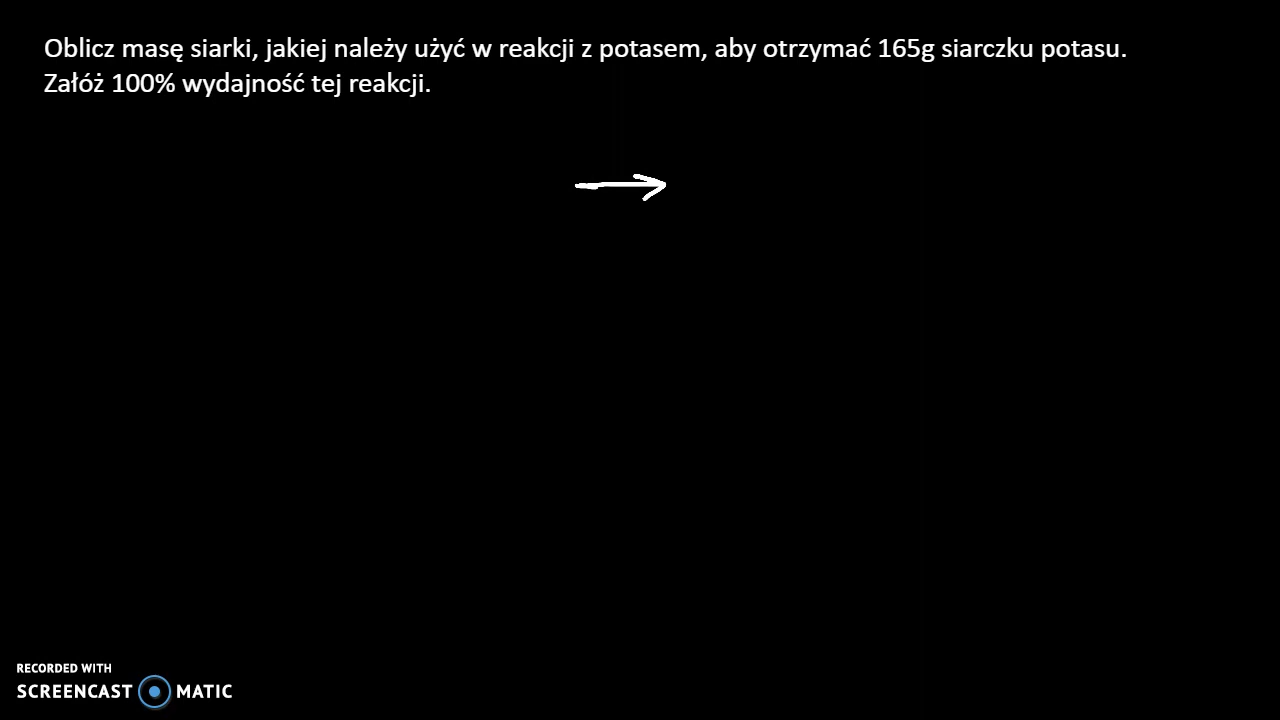 Oblicz masę siarki, jakiej należy użyć w reakcji z potasem, aby otrzymać 165g siarczku potasu.
Załóż 100% wydajność tej reakcji.
RECORDED WITH
SCREENCAST MATIC